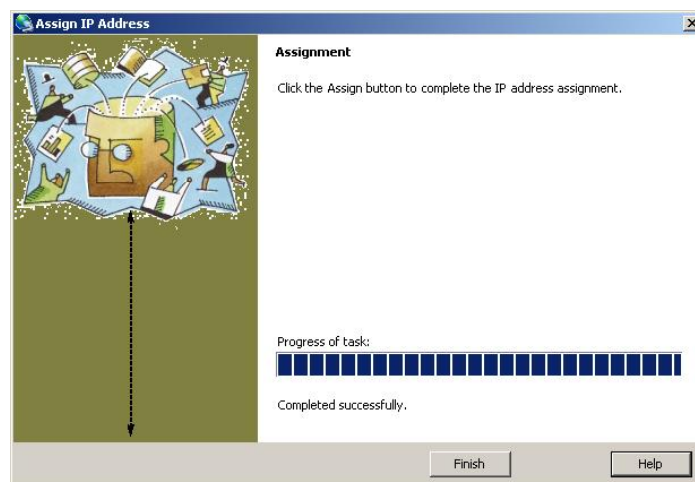 Assign IP Address
Assignment
Click the Assign button to complete the IP address assignment.
Progress of task:
Completed successfully.
Finish
Help